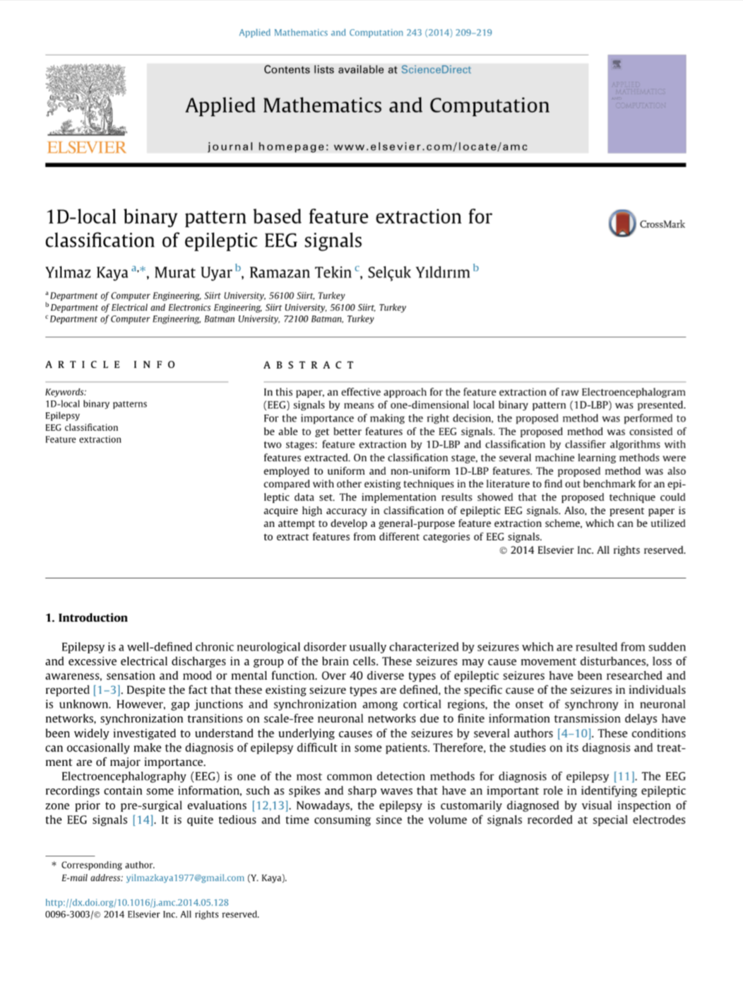 Applied Mathematics and Computation 243 (2014) 209–219
Contents lists available at ScienceDirect
Applied Mathematics and Computation
journal homepage: www.elsevier.com/locate/amc
ELSEVIER
APPLIED
MATHEMATICS
COMPUTATION
1D-local binary pattern based feature extraction for
classification of epileptic EEG signals
CrossMark
Yılmaz Kaya a,*, Murat Uyar b, Ramazan Tekin c, Selçuk Yıldırım b
a Department of Computer Engineering, Siirt University, 56100 Siirt, Turkey
b Department of Electrical and Electronics Engineering, Siirt University, 56100 Siirt, Turkey
c Department of Computer Engineering, Batman University, 72100 Batman, Turkey
ARTICLE INFO
Keywords:
1D-local binary patterns
Epilepsy
EEG classification
Feature extraction
ABSTRACT
In this paper, an effective approach for the feature extraction of raw Electroencephalogram
(EEG) signals by means of one-dimensional local binary pattern (1D-LBP) was presented.
For the importance of making the right decision, the proposed method was performed to
be able to get better features of the EEG signals. The proposed method was consisted of
two stages: feature extraction by 1D-LBP and classification by classifier algorithms with
features extracted. On the classification stage, the several machine learning methods were
employed to uniform and non-uniform 1D-LBP features. The proposed method was also
compared with other existing techniques in the literature to find out benchmark for an epi-
leptic data set. The implementation results showed that the proposed technique could
acquire high accuracy in classification of epileptic EEG signals. Also, the present paper is
an attempt to develop a general-purpose feature extraction scheme, which can be utilized
to extract features from different categories of EEG signals.
© 2014 Elsevier Inc. All rights reserved.
1. Introduction
Epilepsy is a well-defined chronic neurological disorder usually characterized by seizures which are resulted from sudden
and excessive electrical discharges in a group of the brain cells. These seizures may cause movement disturbances, loss of
awareness, sensation and mood or mental function. Over 40 diverse types of epileptic seizures have been researched and
reported [1–3]. Despite the fact that these existing seizure types are defined, the specific cause of the seizures in individuals
is unknown. However, gap junctions and synchronization among cortical regions, the onset of synchrony in neuronal
networks, synchronization transitions on scale-free neuronal networks due to finite information transmission delays have
been widely investigated to understand the underlying causes of the seizures by several authors [4–10]. These conditions
can occasionally make the diagnosis of epilepsy difficult in some patients. Therefore, the studies on its diagnosis and treat-
ment are of major importance.
Electroencephalography (EEG) is one of the most common detection methods for diagnosis of epilepsy [11]. The EEG
recordings contain some information, such as spikes and sharp waves that have an important role in identifying epileptic
zone prior to pre-surgical evaluations [12,13]. Nowadays, the epilepsy is customarily diagnosed by visual inspection of
the EEG signals [14]. It is quite tedious and time consuming since the volume of signals recorded at special electrodes
* Corresponding author.
E-mail address: yilmazkaya1977@gmail.com (Y. Kaya).
http://dx.doi.org/10.1016/j.amc.2014.05.128
0096-3003/© 2014 Elsevier Inc. All rights reserved.